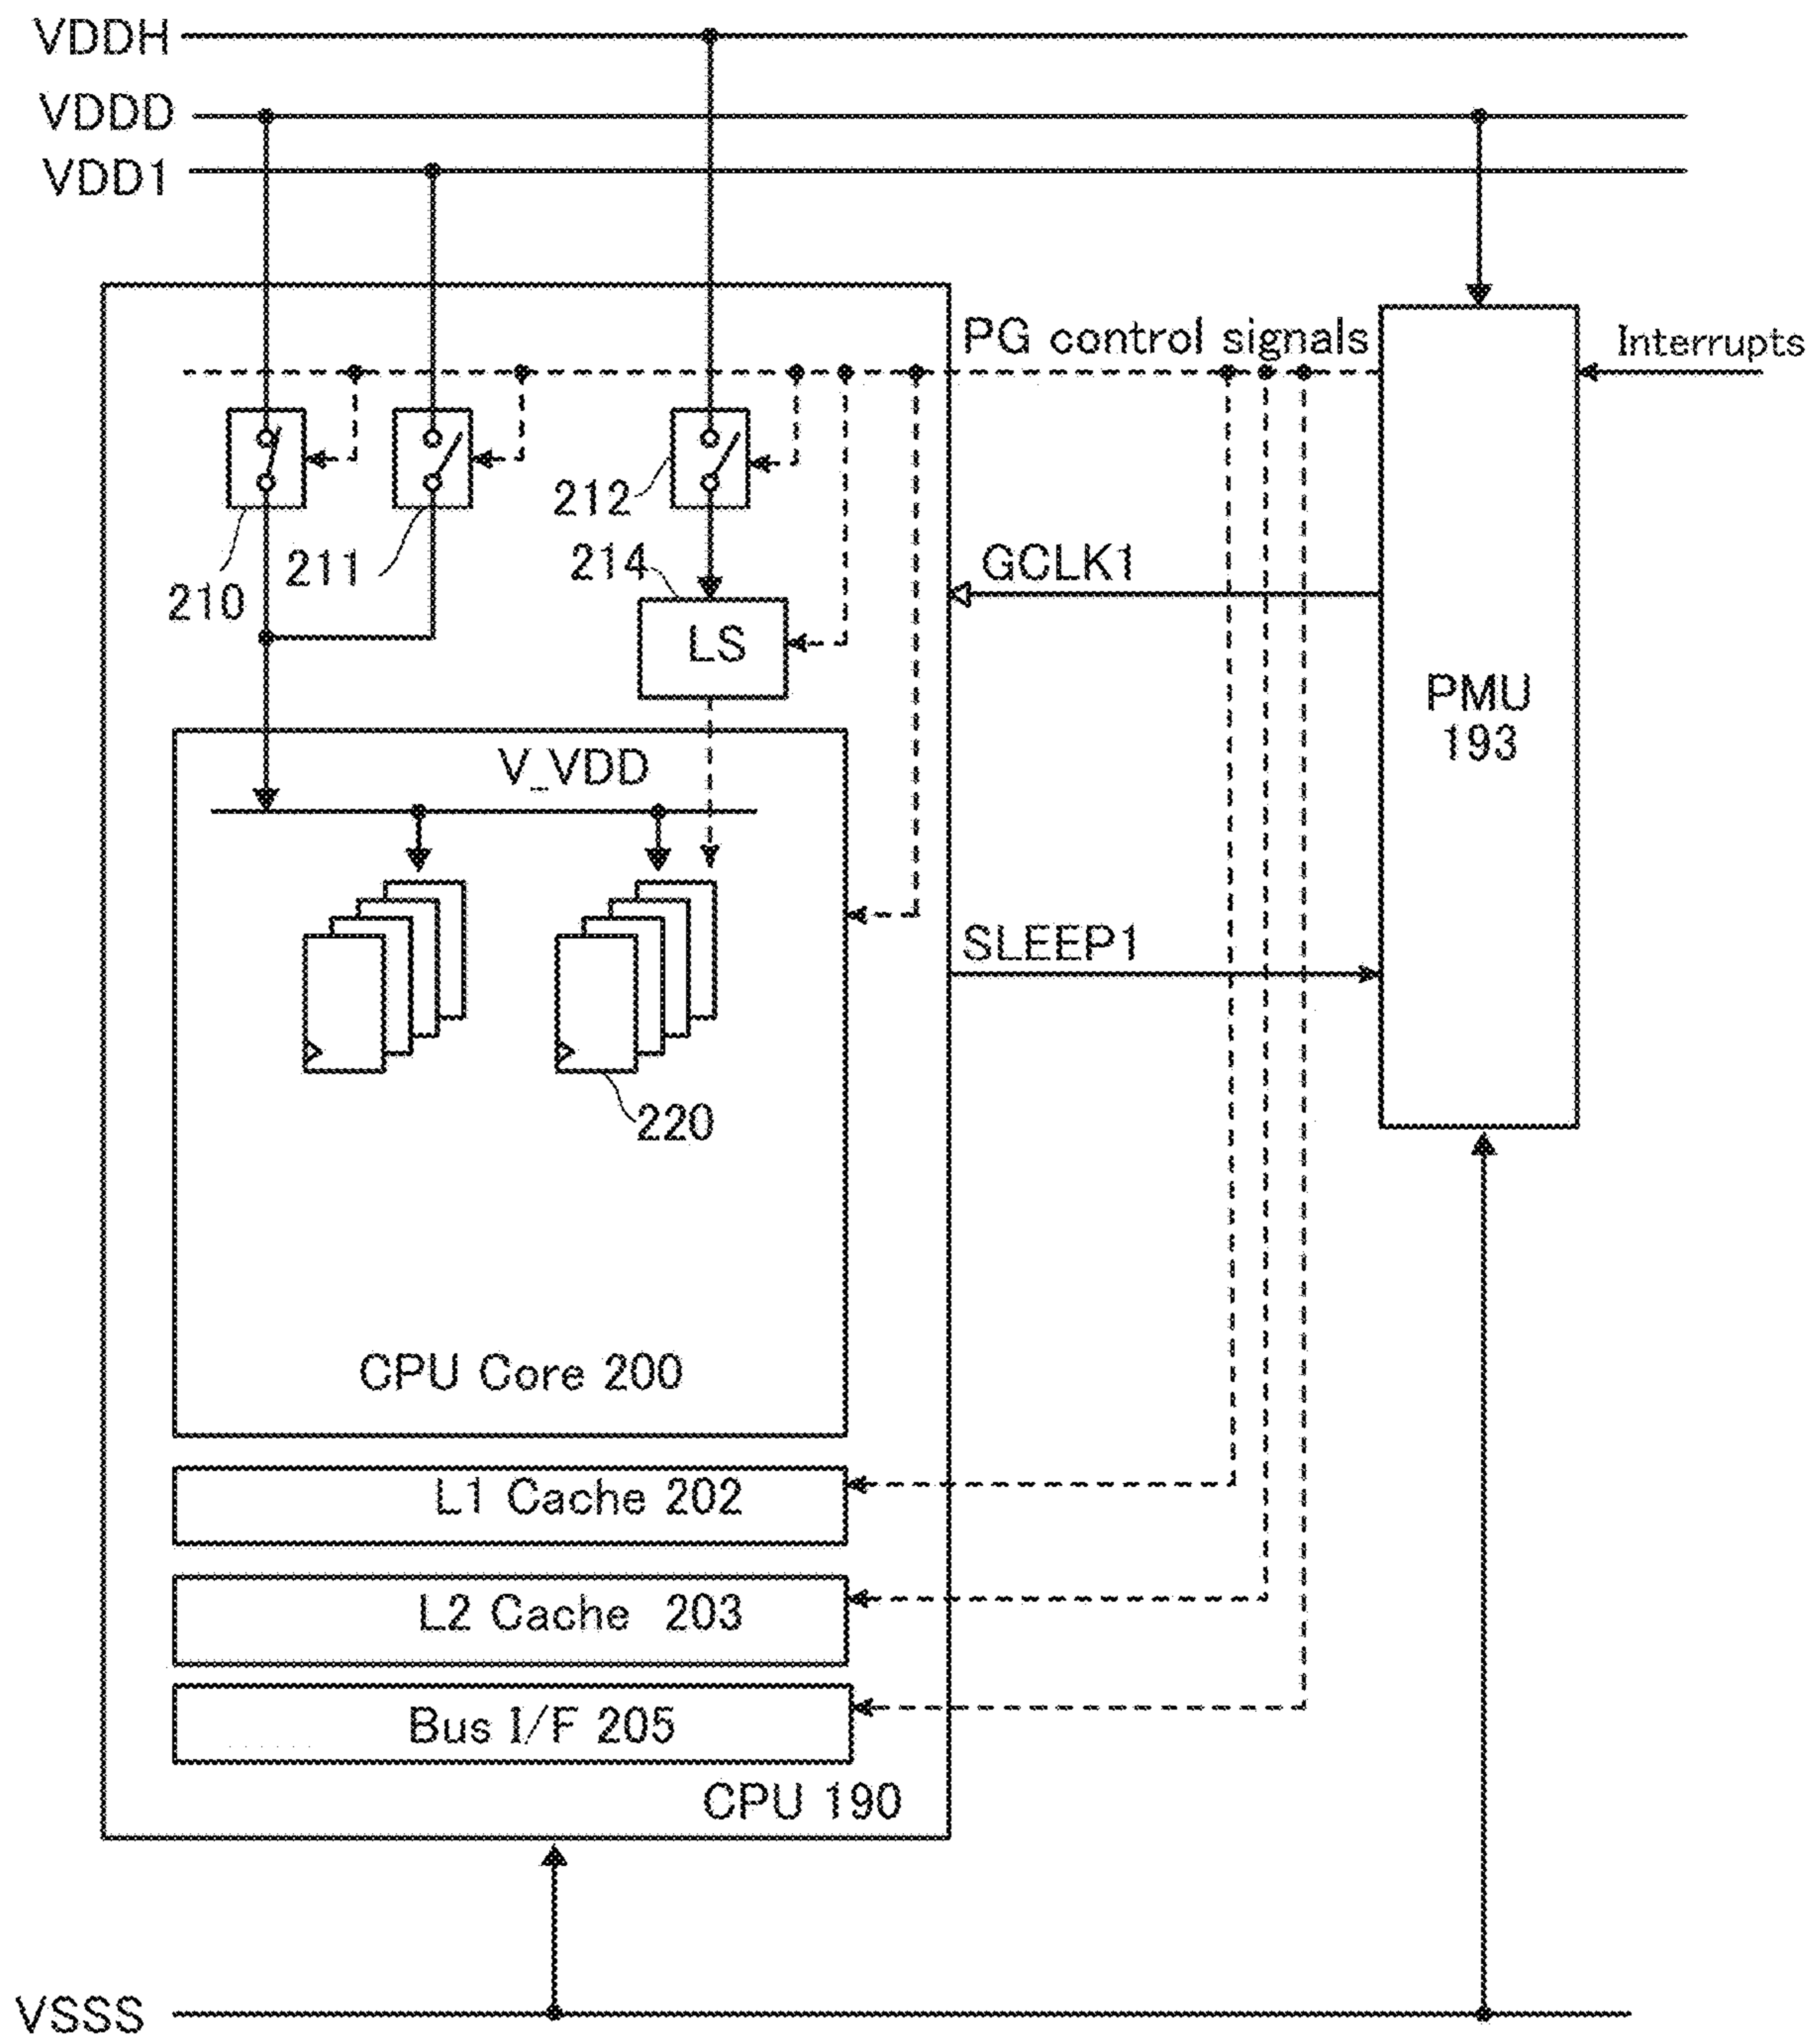 VDDH
VDDD
VDD1
PG control signals
Interrupts
212
211
214
210
GCLK1
LS
PMU
193
V_VDD
SLEEP1
220
CPU Core 200
L1 Cache 202
L2 Cache 203
Bus I/F 205
CPU 190
VSSS